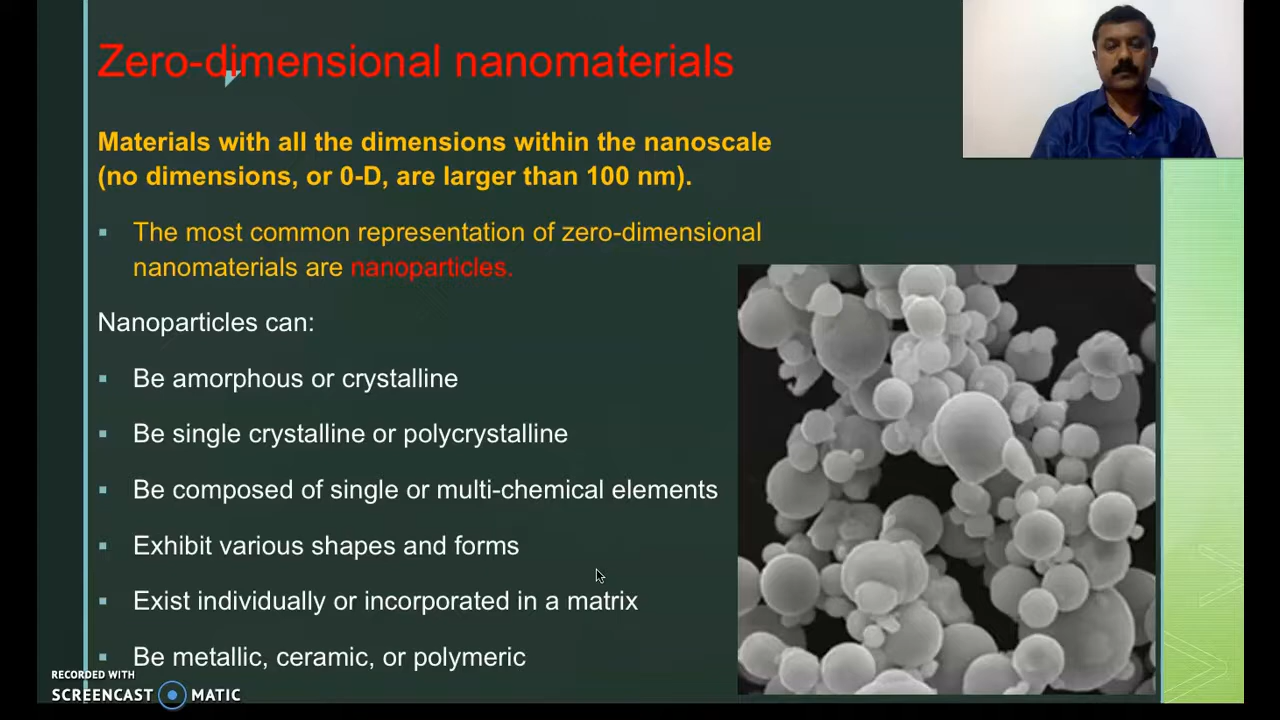 Zero-dimensional nanomaterials
Materials with all the dimensions within the nanoscale
(no dimensions, or 0-D, are larger than 100 nm).
▪ The most common representation of zero-dimensional
nanomaterials are nanoparticles.
Nanoparticles can:
▪ Be amorphous or crystalline
▪ Be single crystalline or polycrystalline
▪ Be composed of single or multi-chemical elements
▪ Exhibit various shapes and forms
▪ Exist individually or incorporated in a matrix
▪ Be metallic, ceramic, or polymeric
RECORDED WITH
SCREENCAST MATIC